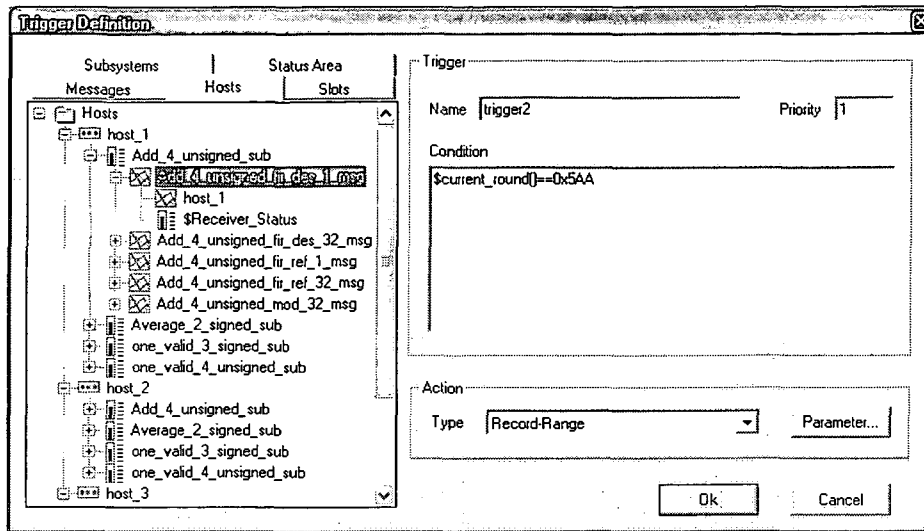 Trigger Definition
Subsystems
Status Area
Messages
Hosts
Slots
Hosts
host_1
Add_4_unsigned_sub
Add_4_unsigned_fir_des_1_msg
host_1
$Receiver_Status
Add_4_unsigned_fir_des_32_msg
Add_4_unsigned_fir_ref_1_msg
Add_4_unsigned_fir_ref_32_msg
Add_4_unsigned_mod_32_msg
Average_2_signed_sub
one_valid_3_signed_sub
one_valid_4_unsigned_sub
host_2
Add_4_unsigned_sub
Average_2_signed_sub
one_valid_3_signed_sub
one_valid_4_unsigned_sub
host_3
Trigger
Name trigger2 Priority 1
Condition
$current_round()==0x5AA
Action
Type Record-Range Parameter...
Ok Cancel